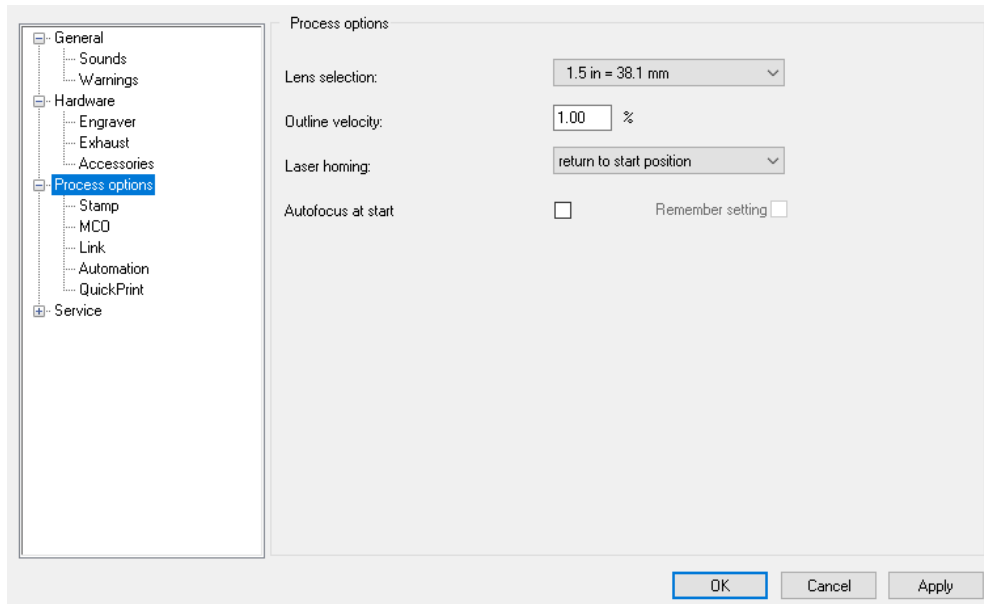 General
Sounds
Warnings
Hardware
Engraver
Exhaust
Accessories
Process options
Stamp
MCO
Link
Automation
QuickPrint
Service
Process options
Lens selection: 1.5 in = 38.1 mm
Outline velocity: 1.00 %
Laser homing: return to start position
Autofocus at start Remember setting
OK Cancel Apply